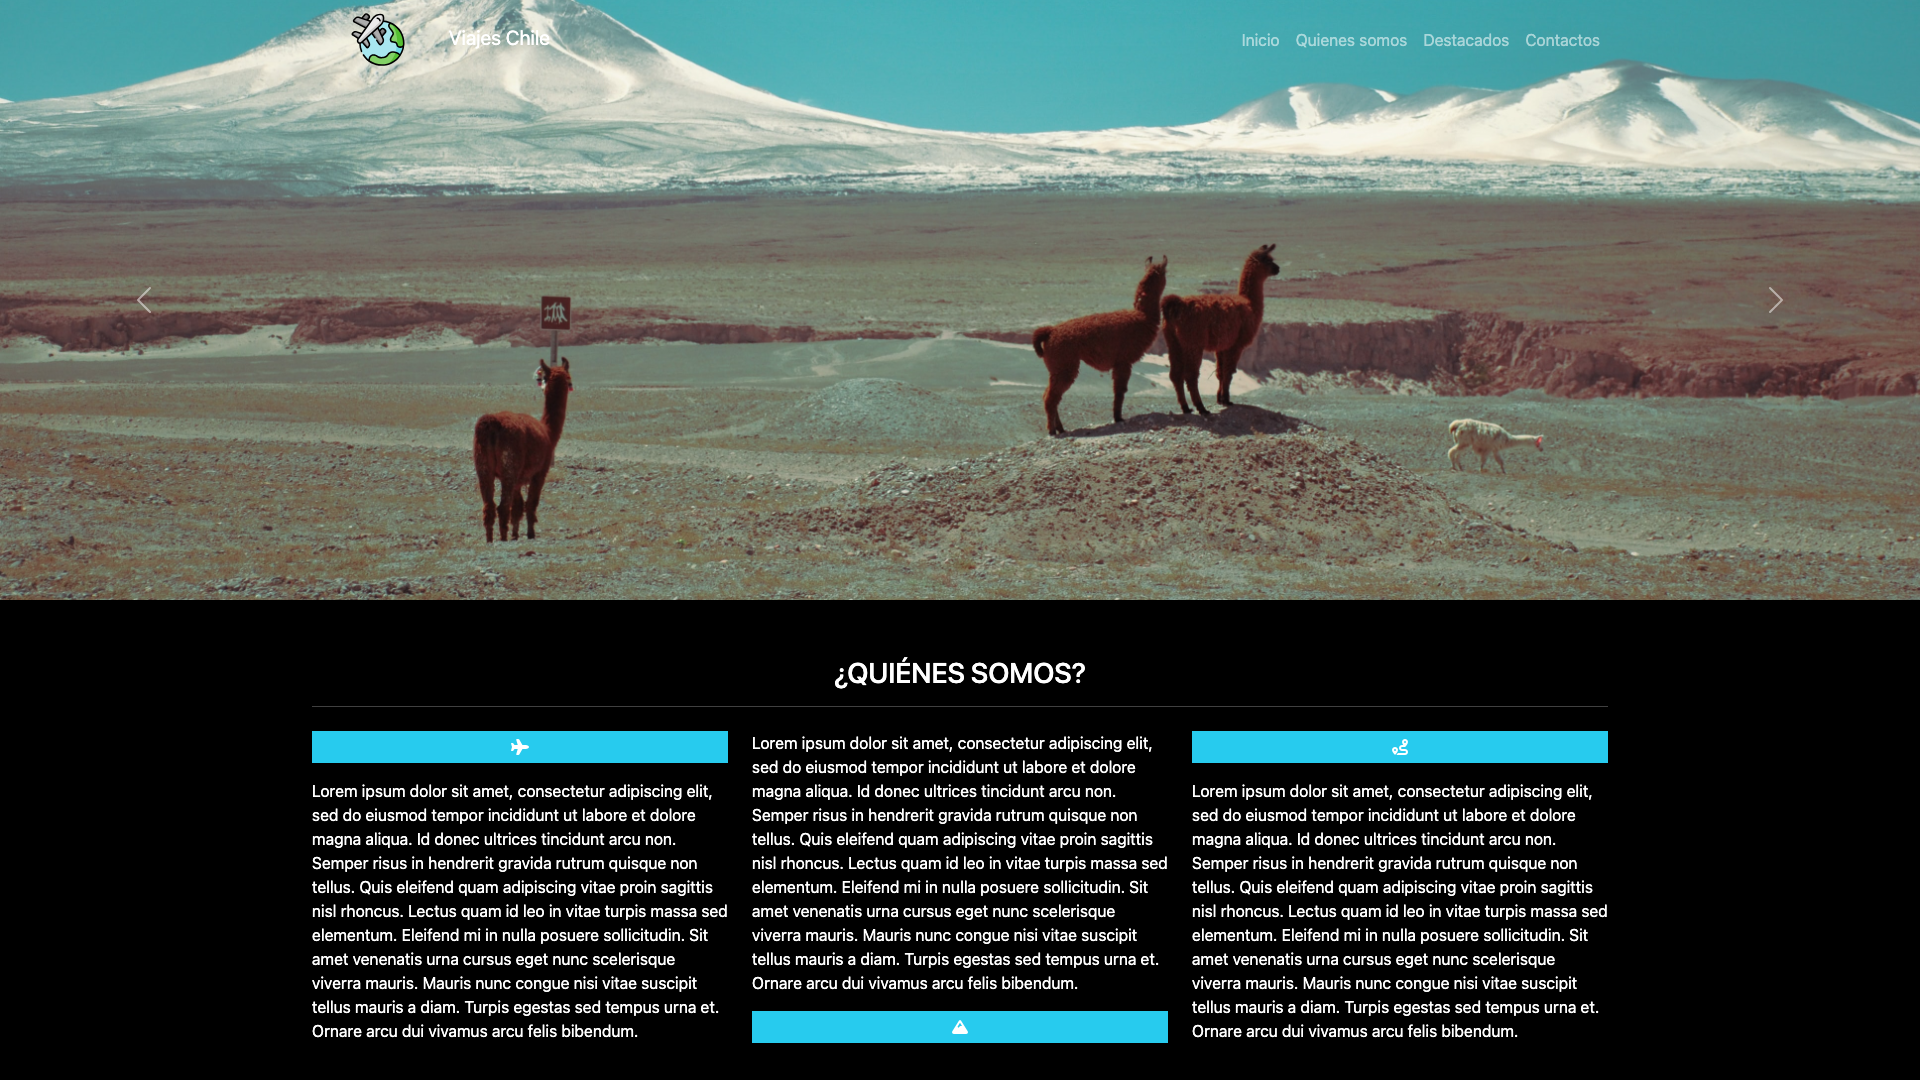 Viajes Chile
Inicio Quienes somos Destacados Contactos
¿QUIÉNES SOMOS?
Lorem ipsum dolor sit amet, consectetur adipiscing elit,
sed do eiusmod tempor incididunt ut labore et dolore
magna aliqua. Id donec ultrices tincidunt arcu non.
Semper risus in hendrerit gravida rutrum quisque non
tellus. Quis eleifend quam adipiscing vitae proin sagittis
nisl rhoncus. Lectus quam id leo in vitae turpis massa sed
elementum. Eleifend mi in nulla posuere sollicitudin. Sit
amet venenatis urna cursus eget nunc scelerisque
viverra mauris. Mauris nunc congue nisi vitae suscipit
tellus mauris a diam. Turpis egestas sed tempus urna et.
Ornare arcu dui vivamus arcu felis bibendum.
Lorem ipsum dolor sit amet, consectetur adipiscing elit,
sed do eiusmod tempor incididunt ut labore et dolore
magna aliqua. Id donec ultrices tincidunt arcu non.
Semper risus in hendrerit gravida rutrum quisque non
tellus. Quis eleifend quam adipiscing vitae proin sagittis
nisl rhoncus. Lectus quam id leo in vitae turpis massa sed
elementum. Eleifend mi in nulla posuere sollicitudin. Sit
amet venenatis urna cursus eget nunc scelerisque
viverra mauris. Mauris nunc congue nisi vitae suscipit
tellus mauris a diam. Turpis egestas sed tempus urna et.
Ornare arcu dui vivamus arcu felis bibendum.
Lorem ipsum dolor sit amet, consectetur adipiscing elit,
sed do eiusmod tempor incididunt ut labore et dolore
magna aliqua. Id donec ultrices tincidunt arcu non.
Semper risus in hendrerit gravida rutrum quisque non
tellus. Quis eleifend quam adipiscing vitae proin sagittis
nisl rhoncus. Lectus quam id leo in vitae turpis massa sed
elementum. Eleifend mi in nulla posuere sollicitudin. Sit
amet venenatis urna cursus eget nunc scelerisque
viverra mauris. Mauris nunc congue nisi vitae suscipit
tellus mauris a diam. Turpis egestas sed tempus urna et.
Ornare arcu dui vivamus arcu felis bibendum.